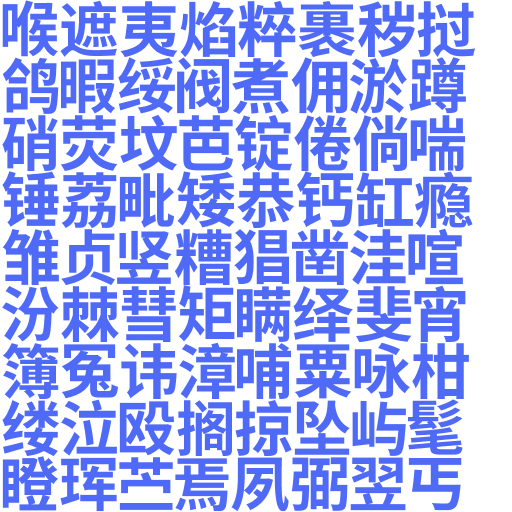 喉遮夷焰粹裹秽挝
鸽暇绥阀煮佣淤蹲
硝荧坟芭锭倦倘喘
锤荔毗矮恭钙缸瘾
雏贞竖糟猖凿洼喧
汾棘彗矩瞒绎斐宵
簿冤讳漳哺粟咏柑
缕泣殴搁掠坠屿髦
瞪珲苎焉夙弼翌丐